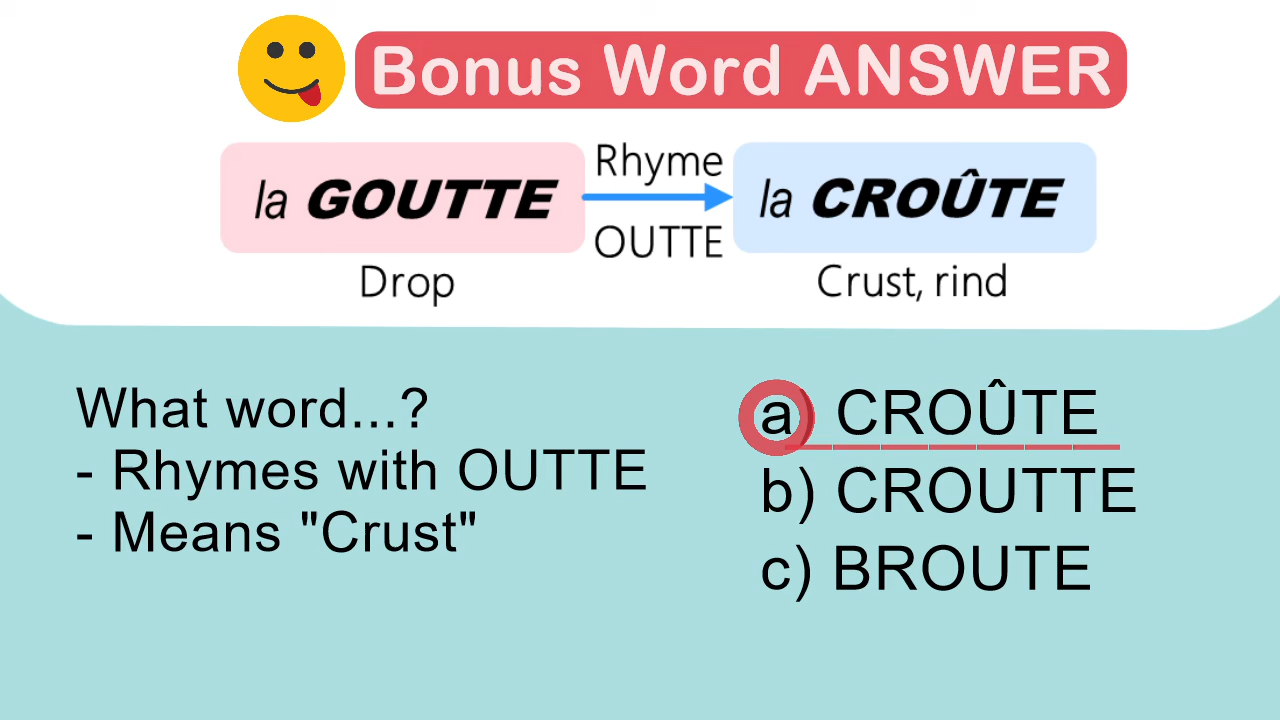 Bonus Word ANSWER
la GOUTTE
Rhyme
OUTTE
la CROÛTE
Drop
Crust, rind
What word...?
- Rhymes with OUTTE
- Means "Crust"
a) CROÛTE
b) CROUTTE
c) BROUTE